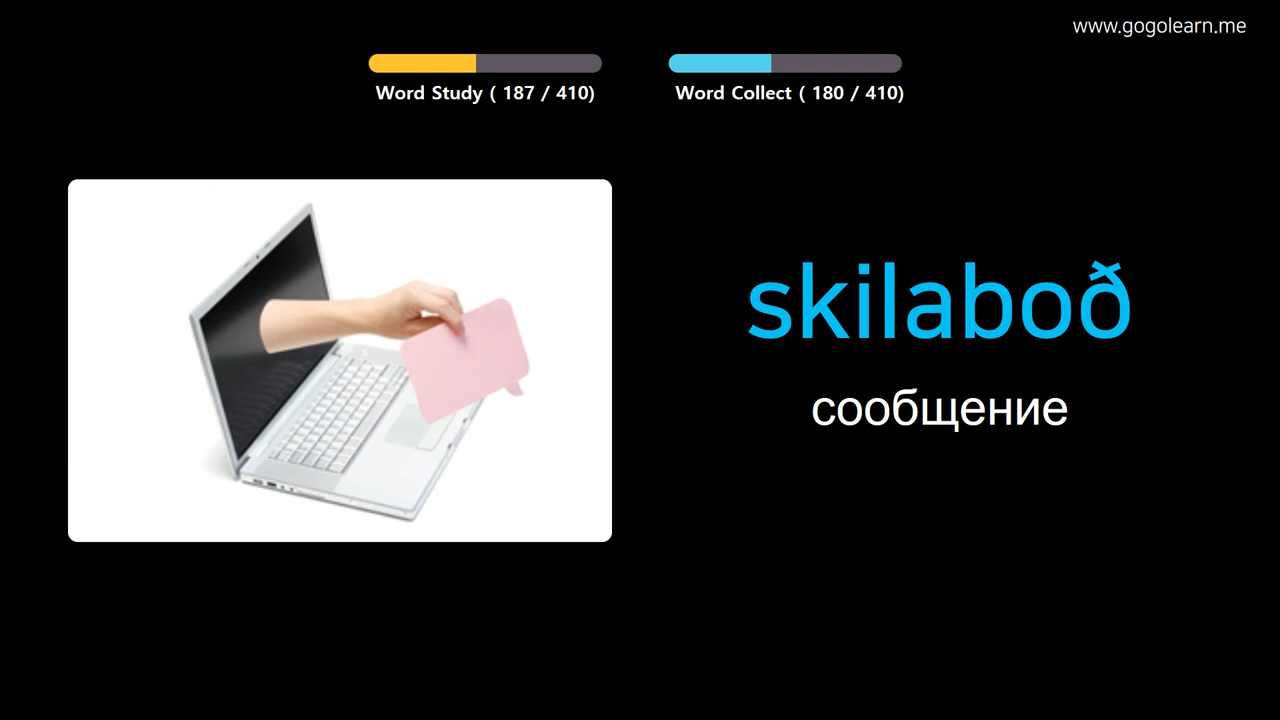 www.gogolearn.me
Word Study ( 187 / 410)
Word Collect ( 180 / 410)
skilaboð
сообщение